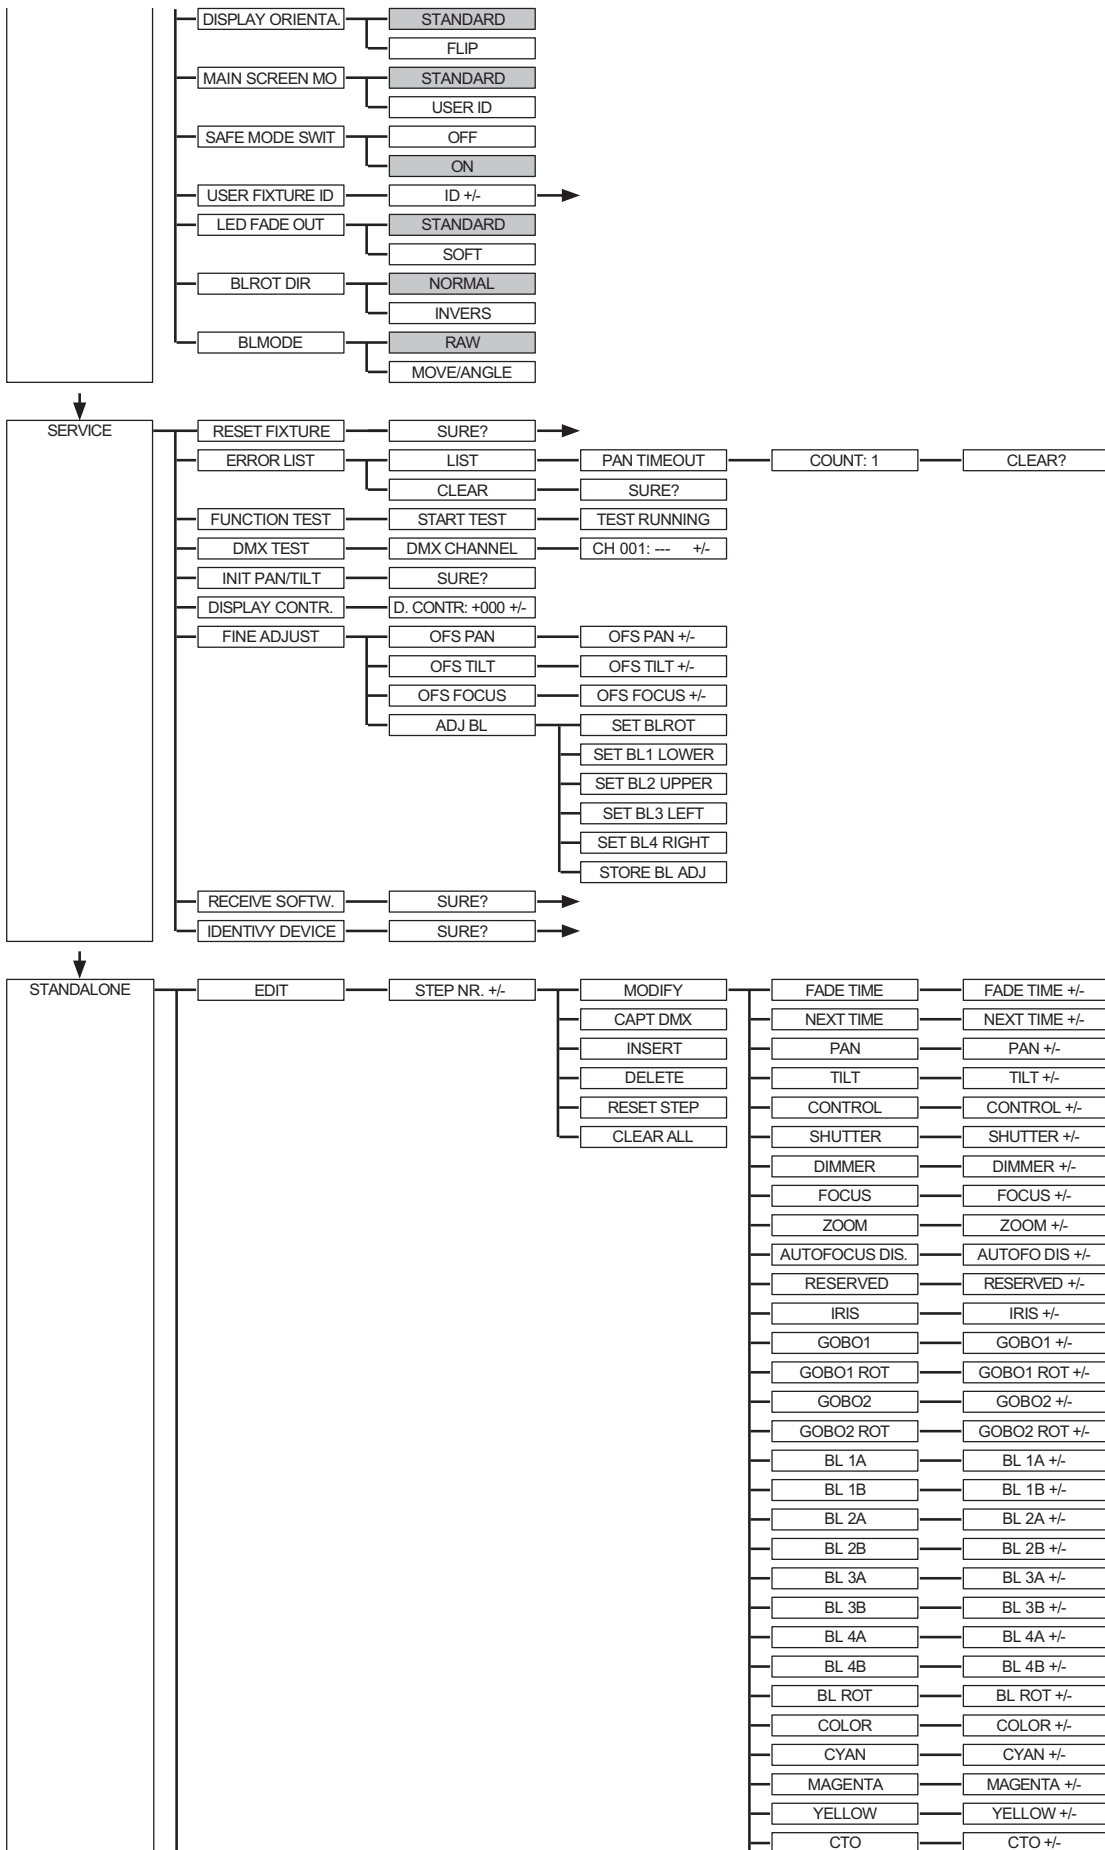 DISPLAY ORIENTA. STANDARD
FLIP
MAIN SCREEN MO STANDARD
USER ID
SAFE MODE SWIT OFF
ON
USER FIXTURE ID ID +/-
LED FADE OUT STANDARD
SOFT
BLROT DIR NORMAL
INVERS
BLMODE RAW
MOVE/ANGLE
SERVICE RESET FIXTURE SURE?
ERROR LIST LIST PAN TIMEOUT COUNT: 1 CLEAR?
CLEAR SURE?
FUNCTION TEST START TEST TEST RUNNING
DMX TEST DMX CHANNEL CH 001: --- +/-
INIT PAN/TILT SURE?
DISPLAY CONTR. D. CONTR: +000 +/-
FINE ADJUST OFS PAN OFS PAN +/-
OFS TILT OFS TILT +/-
OFS FOCUS OFS FOCUS +/-
ADJ BL SET BLROT
SET BL1 LOWER
SET BL2 UPPER
SET BL3 LEFT
SET BL4 RIGHT
STORE BL ADJ
RECEIVE SOFTW. SURE?
IDENTIVY DEVICE SURE?
STANDALONE EDIT STEP NR. +/- MODIFY FADE TIME FADE TIME +/-
CAPT DMX NEXT TIME NEXT TIME +/-
INSERT PAN PAN +/-
DELETE TILT TILT +/-
RESET STEP CONTROL CONTROL +/-
CLEAR ALL SHUTTER SHUTTER +/-
DIMMER DIMMER +/-
FOCUS FOCUS +/-
ZOOM ZOOM +/-
AUTOFOCUS DIS. AUTOFO DIS +/-
RESERVED RESERVED +/-
IRIS IRIS +/-
GOBO1 GOBO1 +/-
GOBO1 ROT GOBO1 ROT +/-
GOBO2 GOBO2 +/-
GOBO2 ROT GOBO2 ROT +/-
BL 1A BL 1A +/-
BL 1B BL 1B +/-
BL 2A BL 2A +/-
BL 2B BL 2B +/-
BL 3A BL 3A +/-
BL 3B BL 3B +/-
BL 4A BL 4A +/-
BL 4B BL 4B +/-
BL ROT BL ROT +/-
COLOR COLOR +/-
CYAN CYAN +/-
MAGENTA MAGENTA +/-
YELLOW YELLOW +/-
CTO CTO +/-